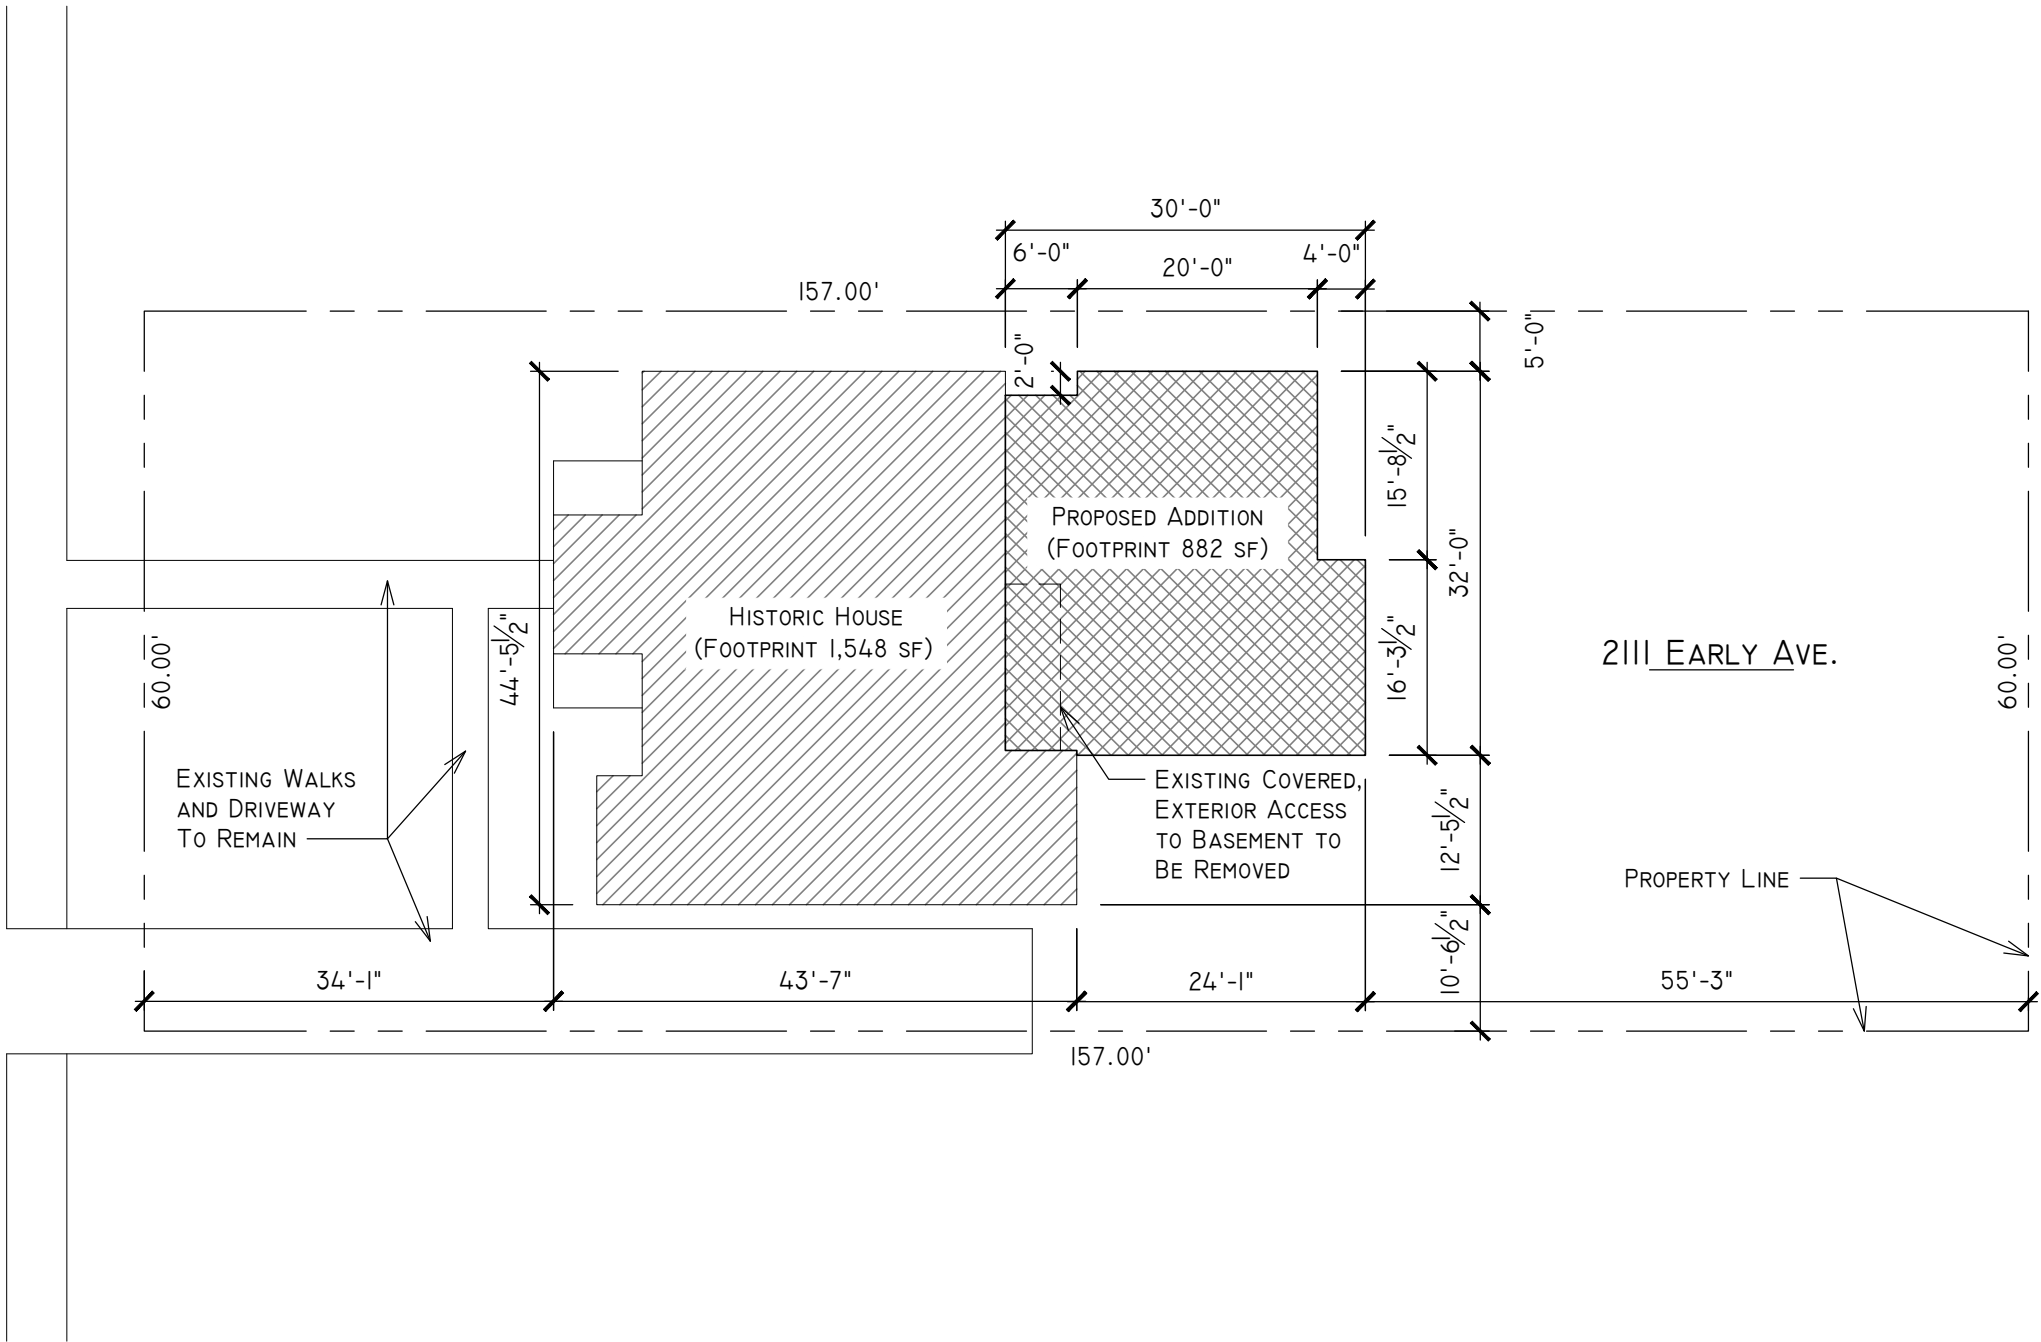 30'-0"
6'-0"
4'-0"
20'-0"
157.00'
5'-0"
2'-0"
15'-8½"
PROPOSED ADDITION
(FOOTPRINT 882 SF)
32'-0"
HISTORIC HOUSE
(FOOTPRINT 1,548 SF)
44'-5½"
60.00'
16'-3½"
2111 EARLY AVE.
60.00'
EXISTING WALKS
AND DRIVEWAY
TO REMAIN
EXISTING COVERED,
EXTERIOR ACCESS
TO BASEMENT TO
BE REMOVED
12'-5½"
PROPERTY LINE
10'-6½"
34'-1"
43'-7"
24'-1"
55'-3"
157.00'